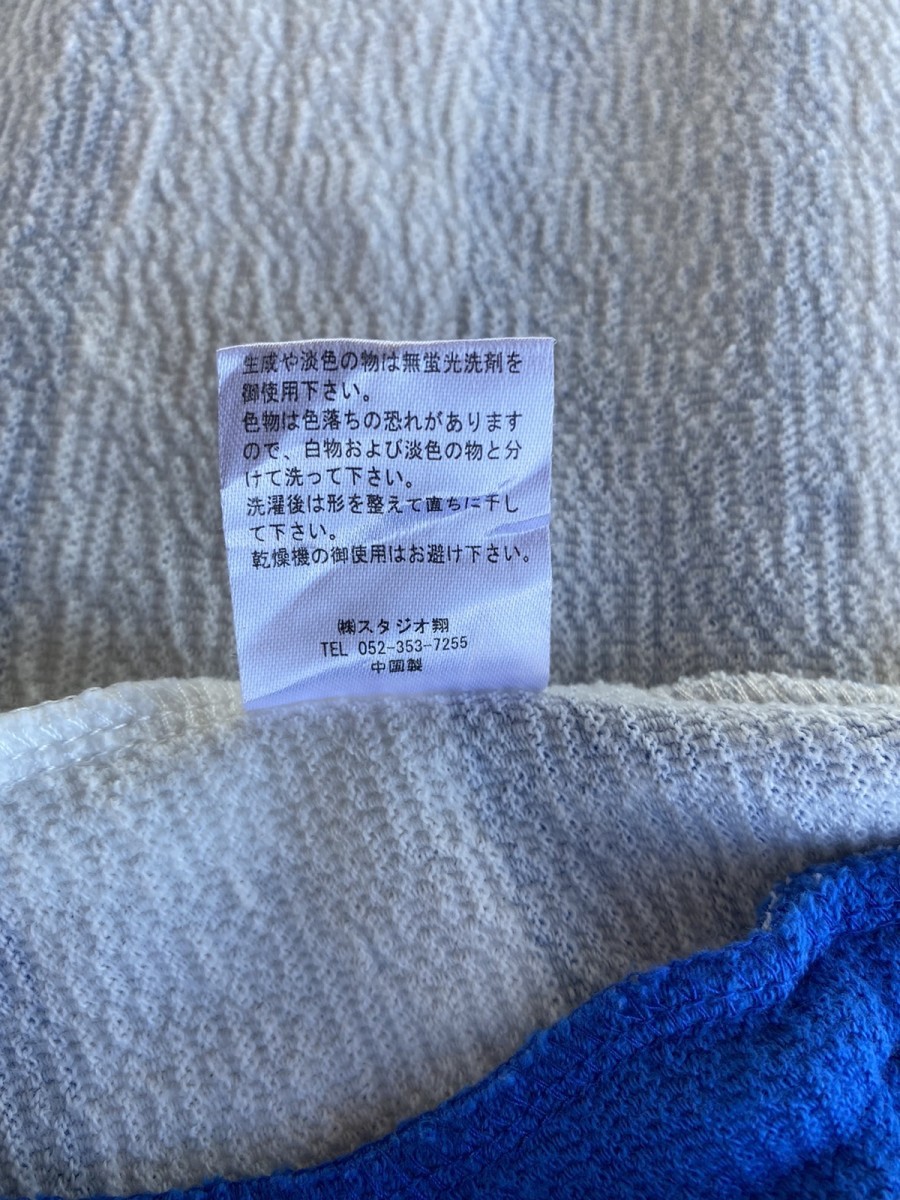 生成や淡色の物は無蛍光洗剤を
御使用下さい。
色物は色落ちの恐れがあります
ので、白物および淡色の物と分
けて洗って下さい。
洗濯後は形を整えて直ちに干し
て下さい。
乾燥機の御使用はお避け下さい。
㈱スタジオ翔
TEL 052-353-7255
中国製